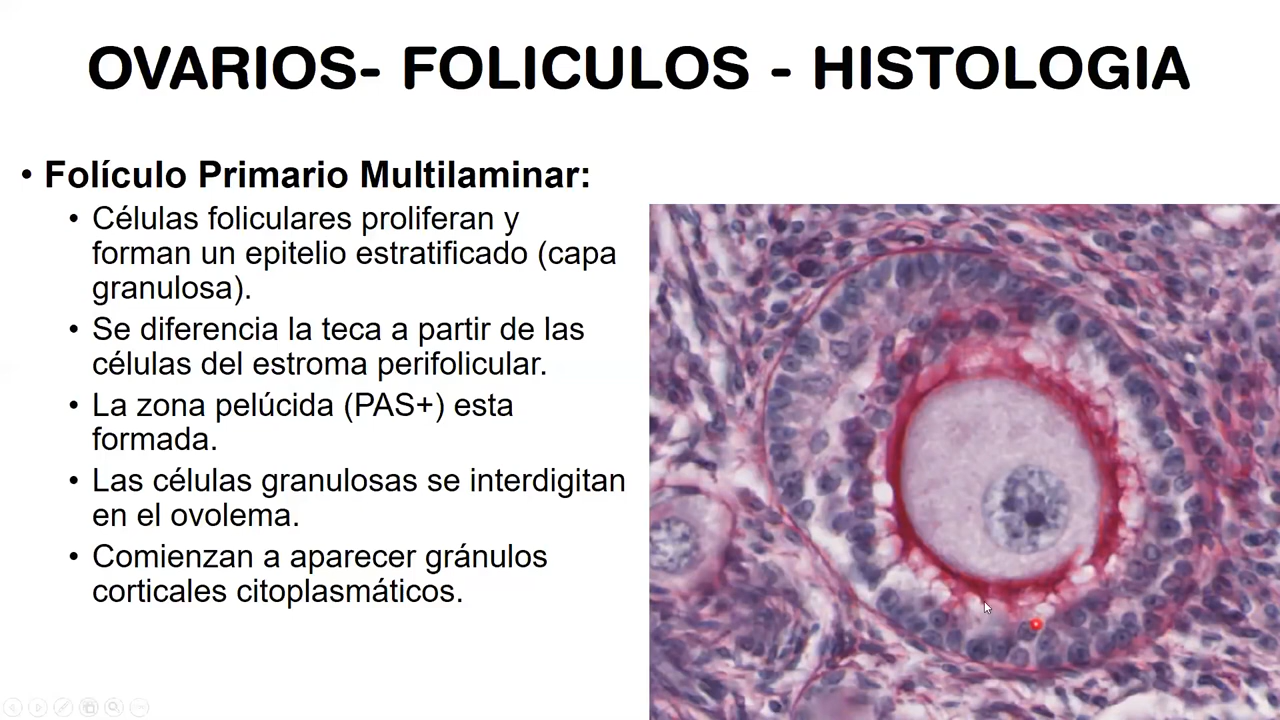 OVARIOS- FOLICULOS - HISTOLOGIA
• Folículo Primario Multilaminar:
• Células foliculares proliferan y
forman un epitelio estratificado (capa
granulosa).
• Se diferencia la teca a partir de las
células del estroma perifolicular.
• La zona pelúcida (PAS+) esta
formada.
• Las células granulosas se interdigitan
en el ovolema.
• Comienzan a aparecer gránulos
corticales citoplasmáticos.